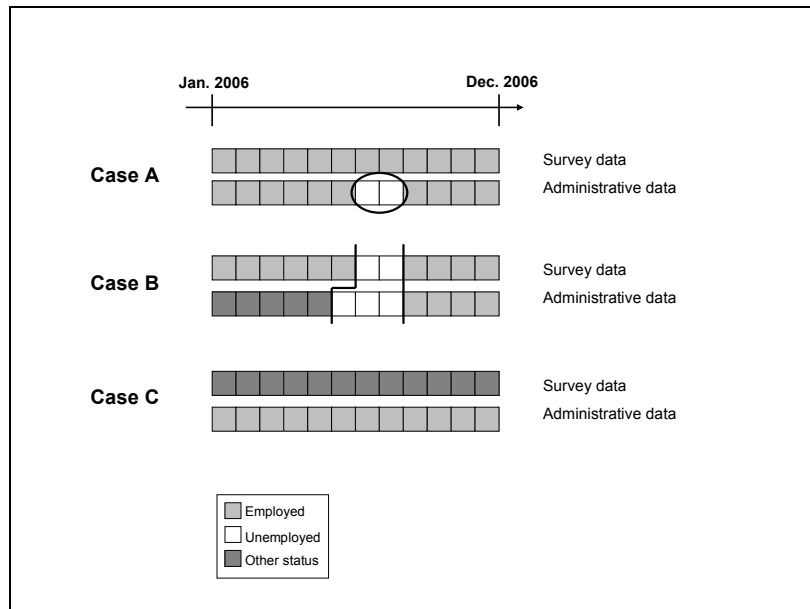 Jan. 2006 Dec. 2006
Case A
Survey data
Administrative data
Case B
Survey data
Administrative data
Case C
Survey data
Administrative data
Employed
Unemployed
Other status